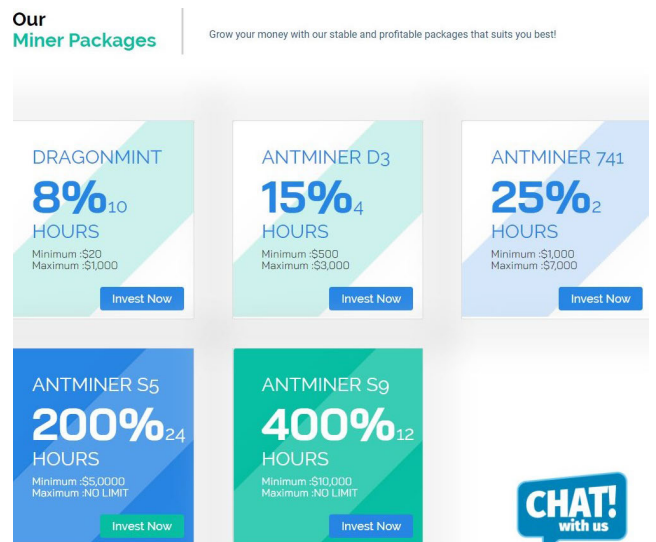 Our
Miner Packages
Grow your money with our stable and profitable packages that suits you best!
DRAGONMINT
8%10
HOURS
Minimum :$20
Maximum :$1,000
Invest Now
ANTMINER D3
15%4
HOURS
Minimum :$500
Maximum :$3,000
Invest Now
ANTMINER 741
25%2
HOURS
Minimum :$1,000
Maximum :$7,000
Invest Now
ANTMINER S5
200%24
HOURS
Minimum :$5,0000
Maximum :NO LIMIT
Invest Now
ANTMINER S9
400%12
HOURS
Minimum :$10,000
Maximum :NO LIMIT
Invest Now
CHAT!
with us